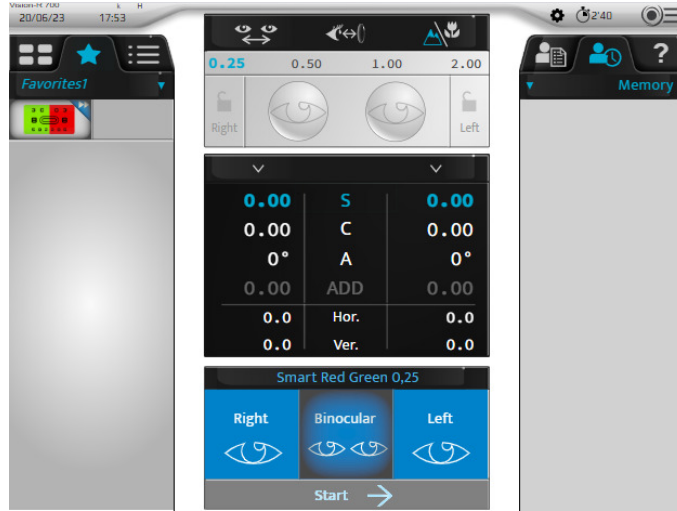 Vision-R 700
20/06/23 17:53 2'40
0.25 0.50 1.00 2.00
Favorites1
Memory
?
Right Left
0.00 S 0.00
0.00 C 0.00
0° A 0°
0.00 ADD 0.00
0.0 Hor. 0.0
0.0 Ver. 0.0
Smart Red Green 0,25
Right Binocular Left
Start